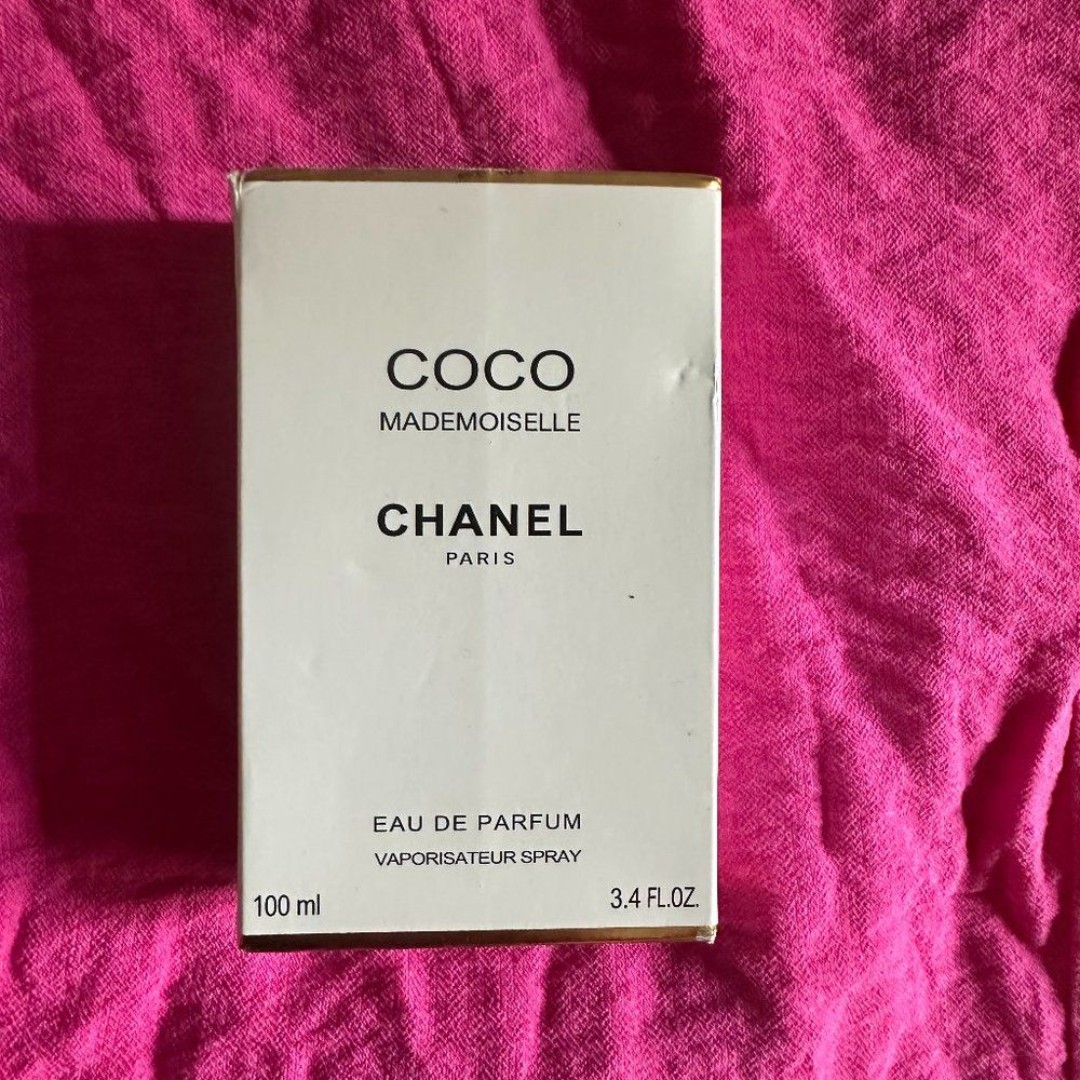 COCO
MADEMOISELLE
CHANEL
PARIS
EAU DE PARFUM
VAPORISATEUR SPRAY
100 ml
3.4 FL.OZ.